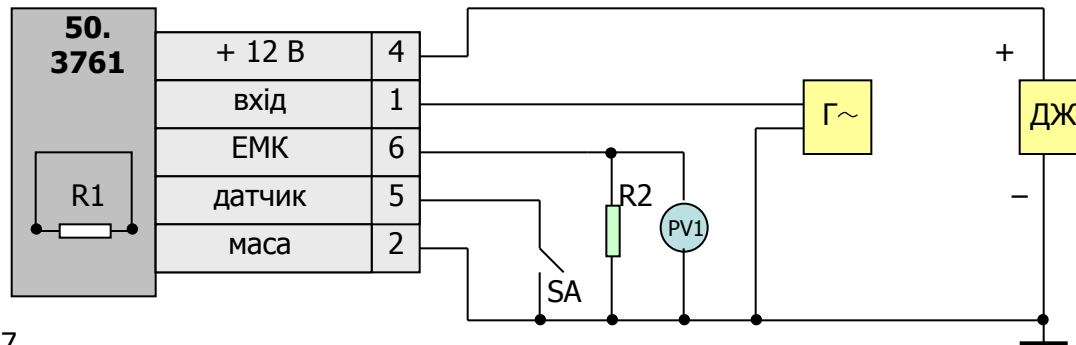 50.
3761
+ 12 В 4
вхід 1
ЕМК 6
датчик 5
маса 2
R1
R2
PV1
SA
Г~
+
ДЖ
–
7